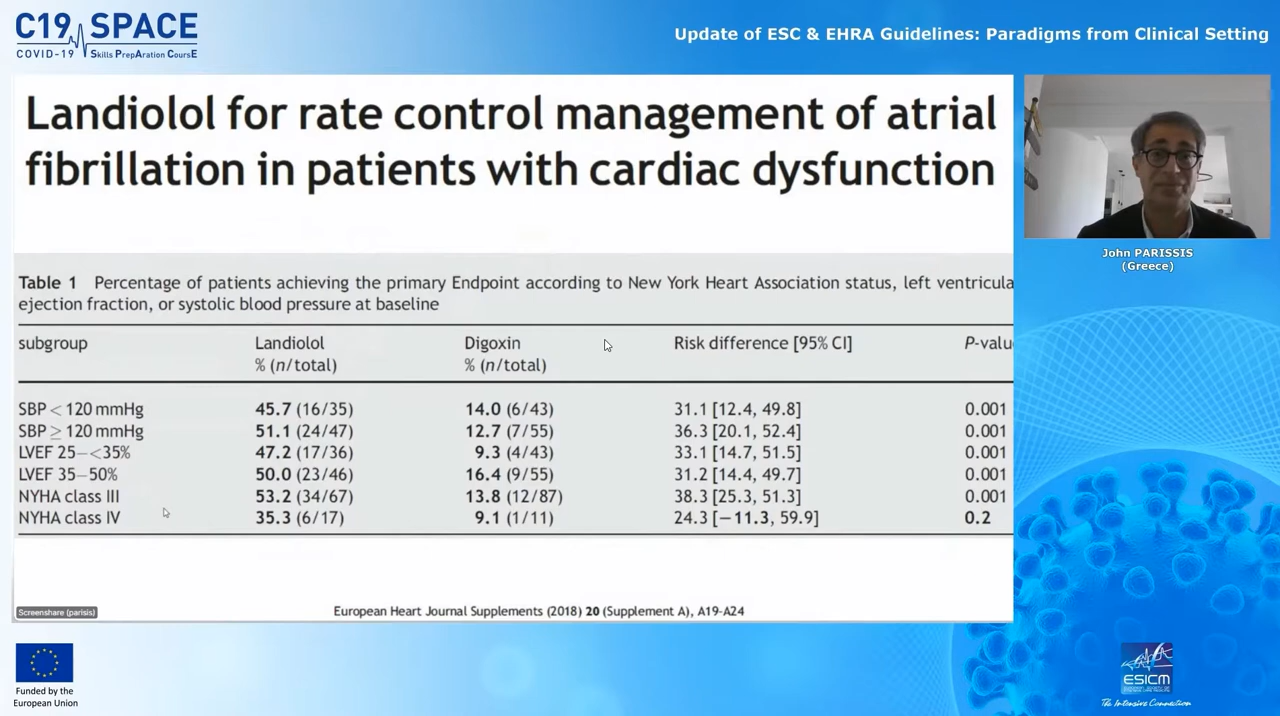 C19 SPACE
COVID-19 Skills PrepAration CoursE
Update of ESC & EHRA Guidelines: Paradigms from Clinical Setting
Landiolol for rate control management of atrial
fibrillation in patients with cardiac dysfunction
Table 1 Percentage of patients achieving the primary Endpoint according to New York Heart Association status, left ventricula
ejection fraction, or systolic blood pressure at baseline
subgroup Landiolol Digoxin Risk difference [95% CI] P-valu
% (n/total) % (n/total)
SBP < 120 mmHg 45.7 (16/35) 14.0 (6/43) 31.1 [12.4, 49.8] 0.001
SBP ≥ 120 mmHg 51.1 (24/47) 12.7 (7/55) 36.3 [20.1, 52.4] 0.001
LVEF 25–<35% 47.2 (17/36) 9.3 (4/43) 33.1 [14.7, 51.5] 0.001
LVEF 35–50% 50.0 (23/46) 16.4 (9/55) 31.2 [14.4, 49.7] 0.001
NYHA class III 53.2 (34/67) 13.8 (12/87) 38.3 [25.3, 51.3] 0.001
NYHA class IV 35.3 (6/17) 9.1 (1/11) 24.3 [−11.3, 59.9] 0.2
European Heart Journal Supplements (2018) 20 (Supplement A), A19-A24
Screenshare (parisis)
John PARISSIS
(Greece)
Funded by the
European Union
ESICM
The Intensive Connection